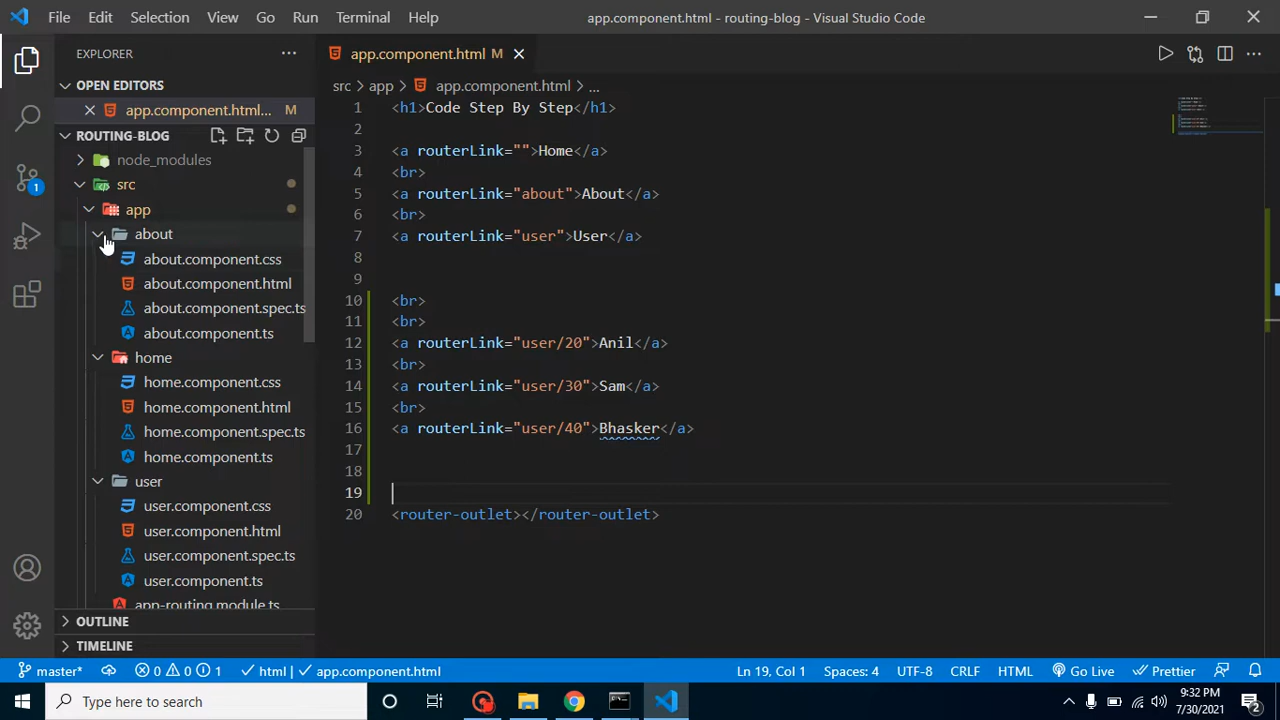 File Edit Selection View Go Run Terminal Help
app.component.html - routing-blog - Visual Studio Code
EXPLORER
OPEN EDITORS
app.component.html... M
ROUTING-BLOG
node_modules
src
app
about
about.component.css
about.component.html
about.component.spec.ts
about.component.ts
home
home.component.css
home.component.html
home.component.spec.ts
home.component.ts
user
user.component.css
user.component.html
user.component.spec.ts
user.component.ts
app-routing.module.ts
OUTLINE
TIMELINE
1
app.component.html M
src > app > app.component.html > ...
1 <h1>Code Step By Step</h1>
2
3 <a routerLink="">Home</a>
4 <br>
5 <a routerLink="about">About</a>
6 <br>
7 <a routerLink="user">User</a>
8
9
10 <br>
11 <br>
12 <a routerLink="user/20">Anil</a>
13 <br>
14 <a routerLink="user/30">Sam</a>
15 <br>
16 <a routerLink="user/40">Bhasker</a>
17
18
19
20 <router-outlet></router-outlet>
master* 0 0 1 html | app.component.html Ln 19, Col 1 Spaces: 4 UTF-8 CRLF HTML Go Live Prettier
Type here to search
9:32 PM
7/30/2021
2